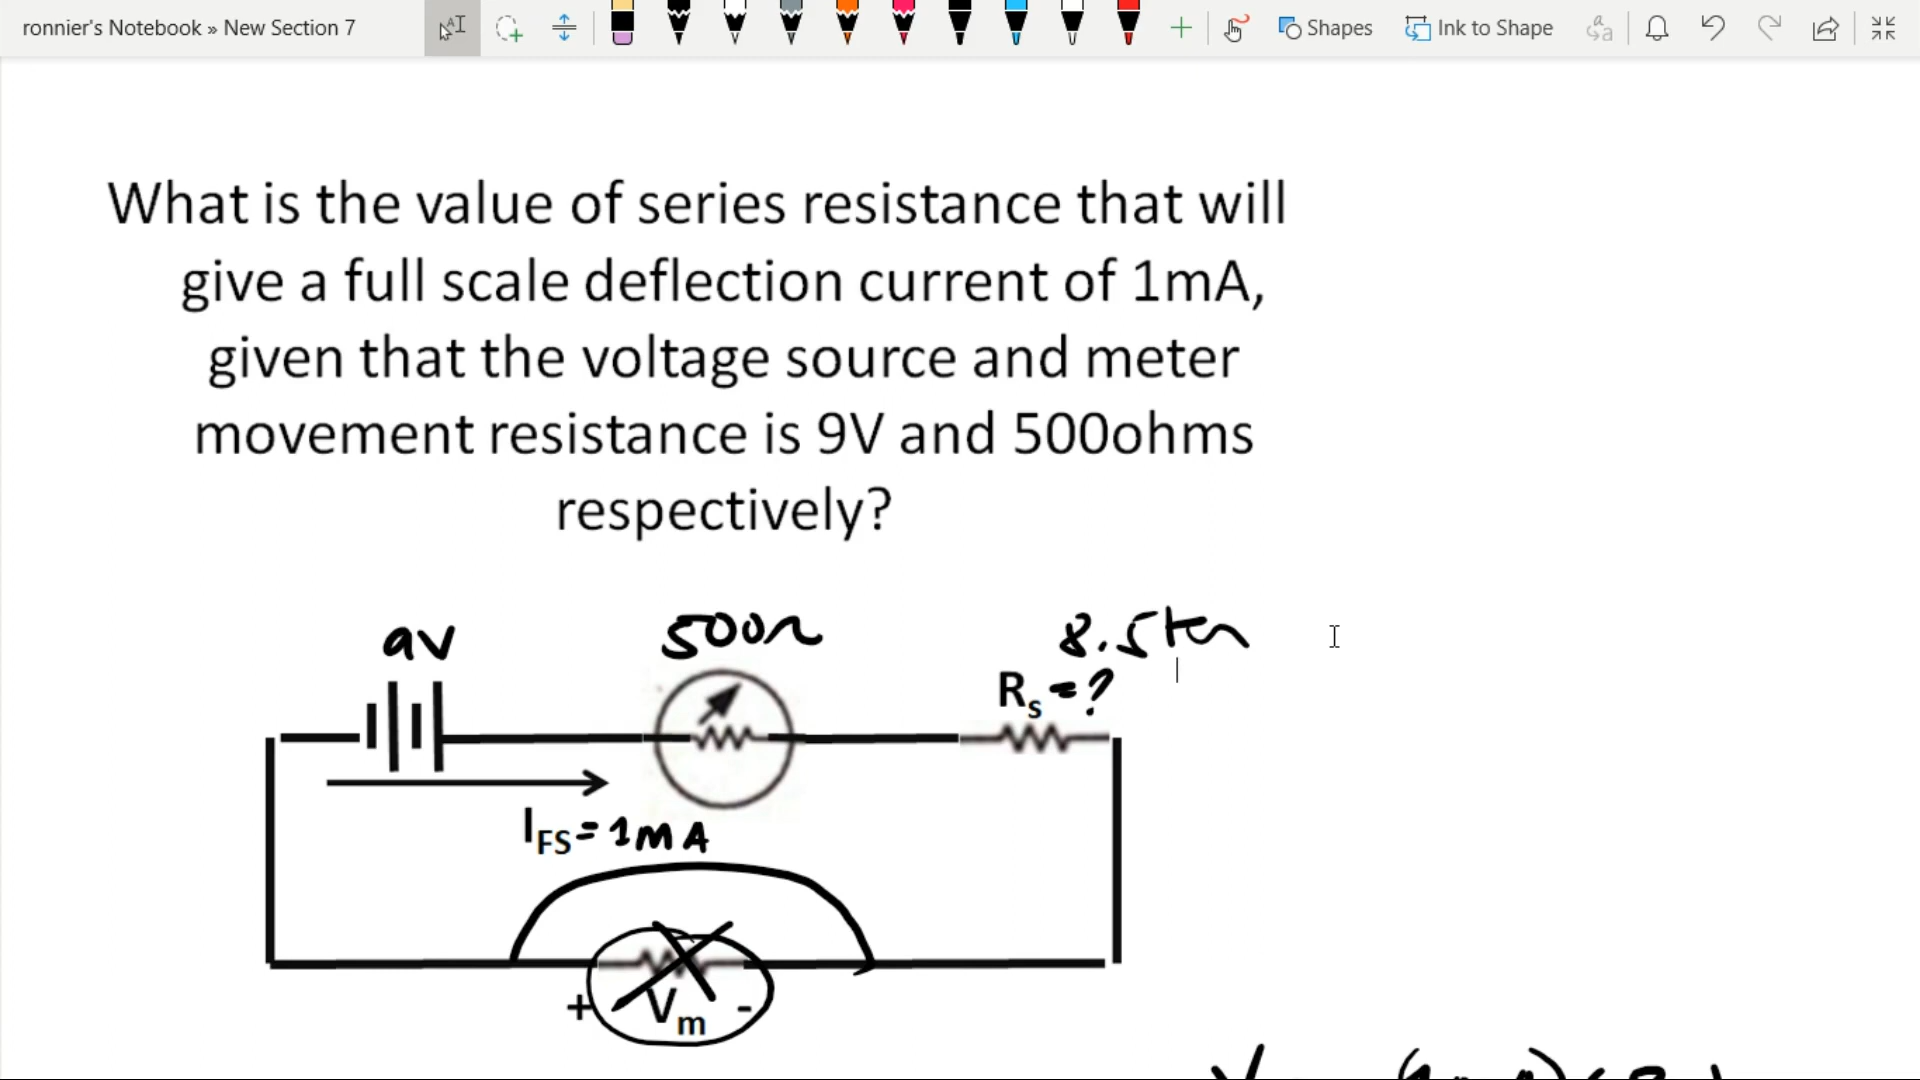 ronnier's Notebook » New Section 7
Shapes
Ink to Shape
What is the value of series resistance that will
give a full scale deflection current of 1mA,
given that the voltage source and meter
movement resistance is 9V and 500ohms
respectively?
9V
500Ω
8.5kΩ
Rs = ?
IFS = 1mA
+ Vm -